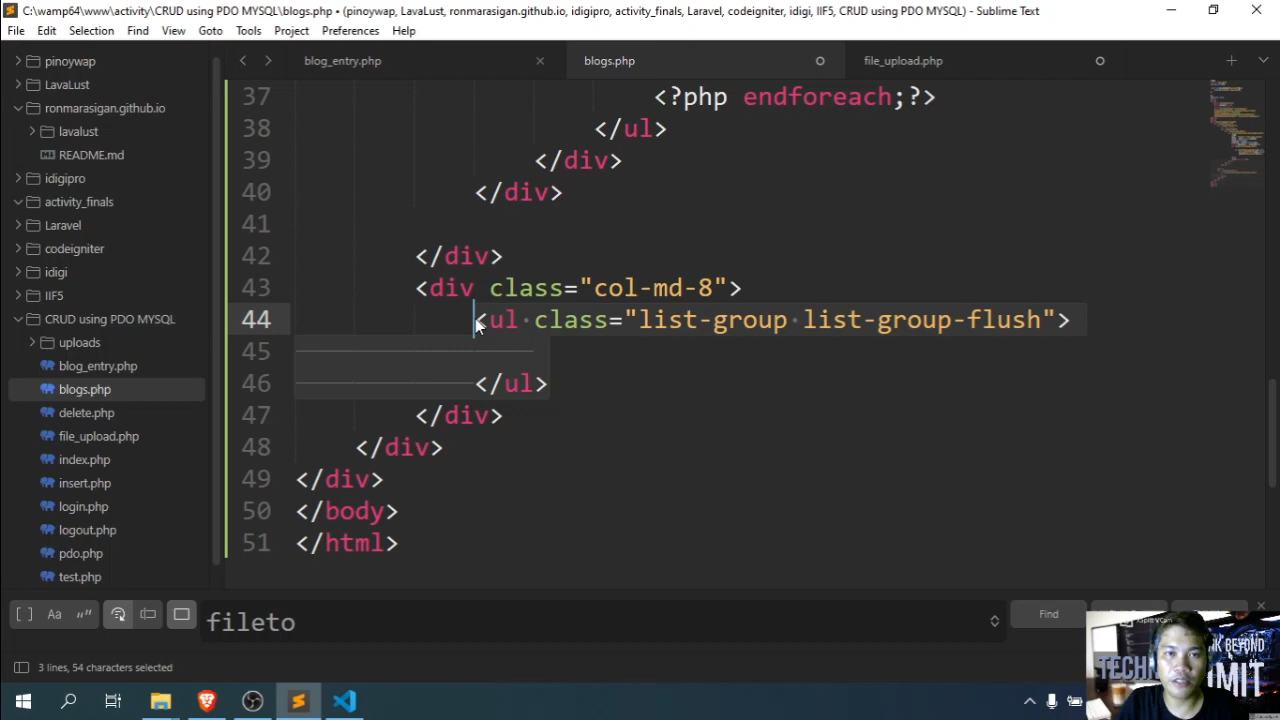 C:\wamp64\www\activity\CRUD using PDO MYSQL\blogs.php • (pinoywap, LavaLust, ronmarasigan.github.io, idigipro, activity_finals, Laravel, codeigniter, idigi, IIF5, CRUD using PDO MYSQL) - Sublime Text
File Edit Selection Find View Goto Tools Project Preferences Help
pinoywap
LavaLust
ronmarasigan.github.io
lavalust
README.md
idigipro
activity_finals
Laravel
codeigniter
idigi
IIF5
CRUD using PDO MYSQL
uploads
blog_entry.php
blogs.php
delete.php
file_upload.php
index.php
insert.php
login.php
logout.php
pdo.php
test.php
blog_entry.php blogs.php file_upload.php
37 <?php endforeach;?>
38 </ul>
39 </div>
40 </div>
41
42 </div>
43 <div class="col-md-8">
44 <ul class="list-group list-group-flush">
45
46 </ul>
47 </div>
48 </div>
49 </div>
50 </body>
51 </html>
[ ] Aa “”
fileto
Find
3 lines, 54 characters selected